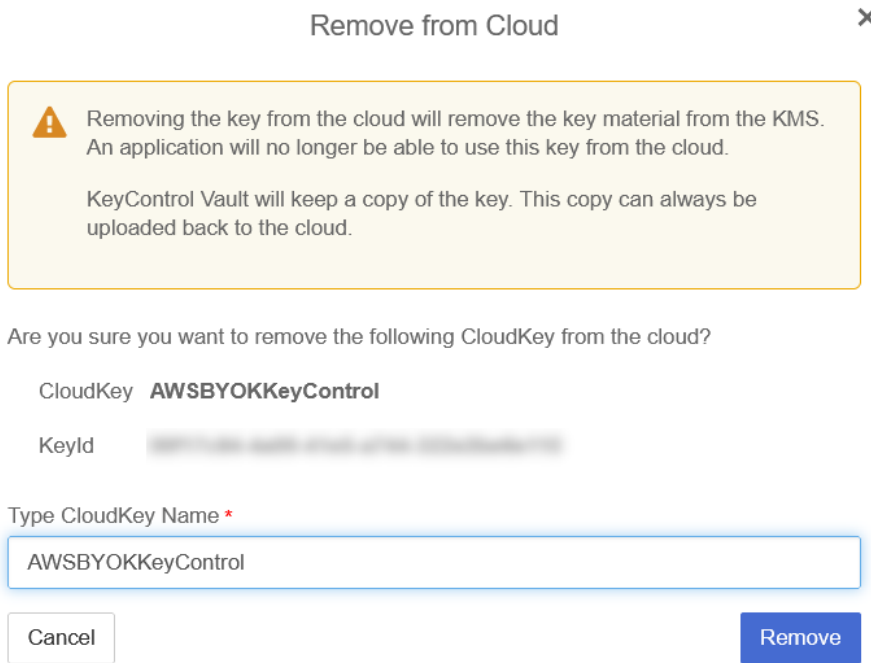 Remove from Cloud
Removing the key from the cloud will remove the key material from the KMS.
An application will no longer be able to use this key from the cloud.
KeyControl Vault will keep a copy of the key. This copy can always be
uploaded back to the cloud.
Are you sure you want to remove the following CloudKey from the cloud?
CloudKey AWSBYOKKeyControl
KeyId
Type CloudKey Name *
AWSBYOKKeyControl
Cancel Remove